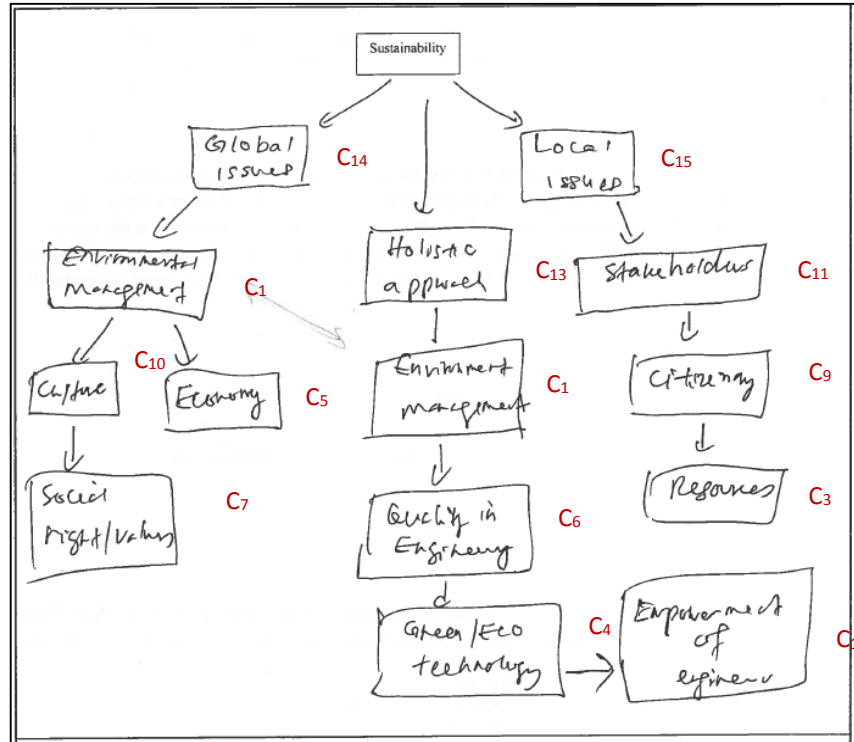 Sustainability
Global
issues
C14
Local
issues
C15
Environmental
management
C1
Holistic
approach
C13
Stakeholders
C11
Culture
C10
Economy
C5
Environment
management
C1
Citizenry
C9
Social
right/values
C7
Quality in
Engineering
C6
Resources
C3
Green/Eco
technology
C4
Empowerment
of
engineers